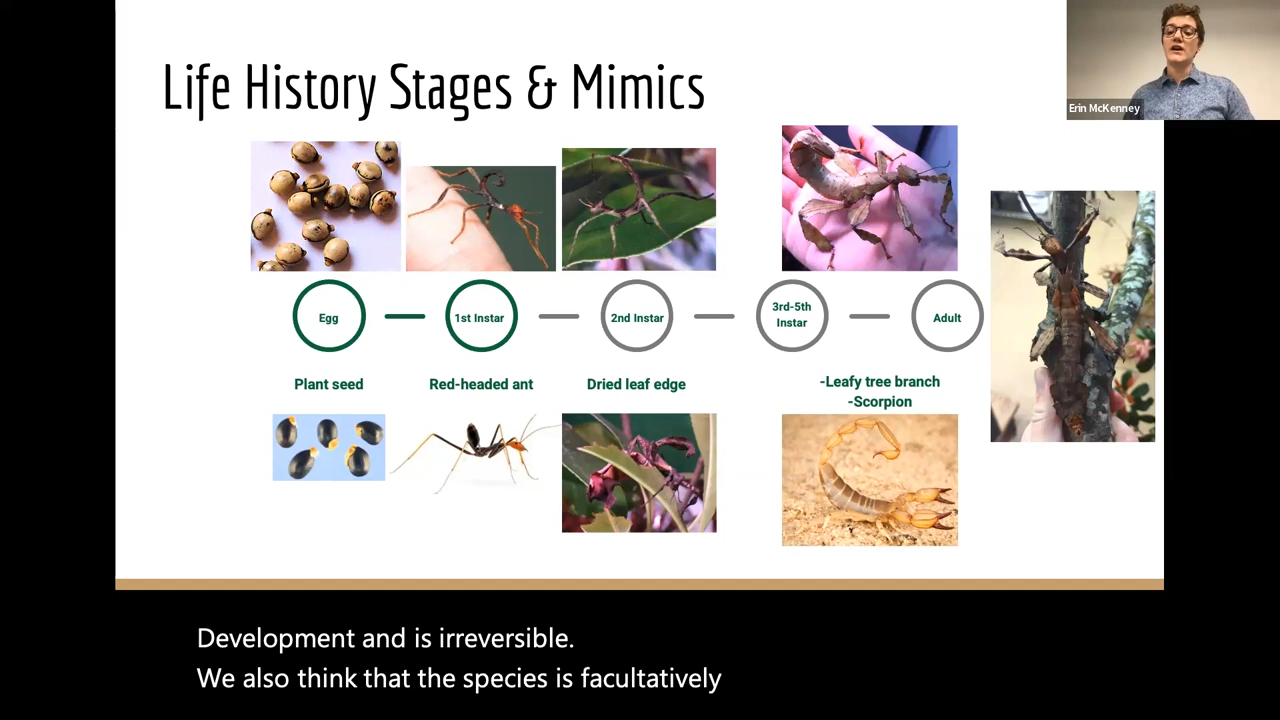 Life History Stages & Mimics
Erin McKenney
Egg
1st Instar
2nd Instar
3rd-5th
Instar
Adult
Plant seed
Red-headed ant
Dried leaf edge
-Leafy tree branch
-Scorpion
Development and is irreversible.
We also think that the species is facultatively